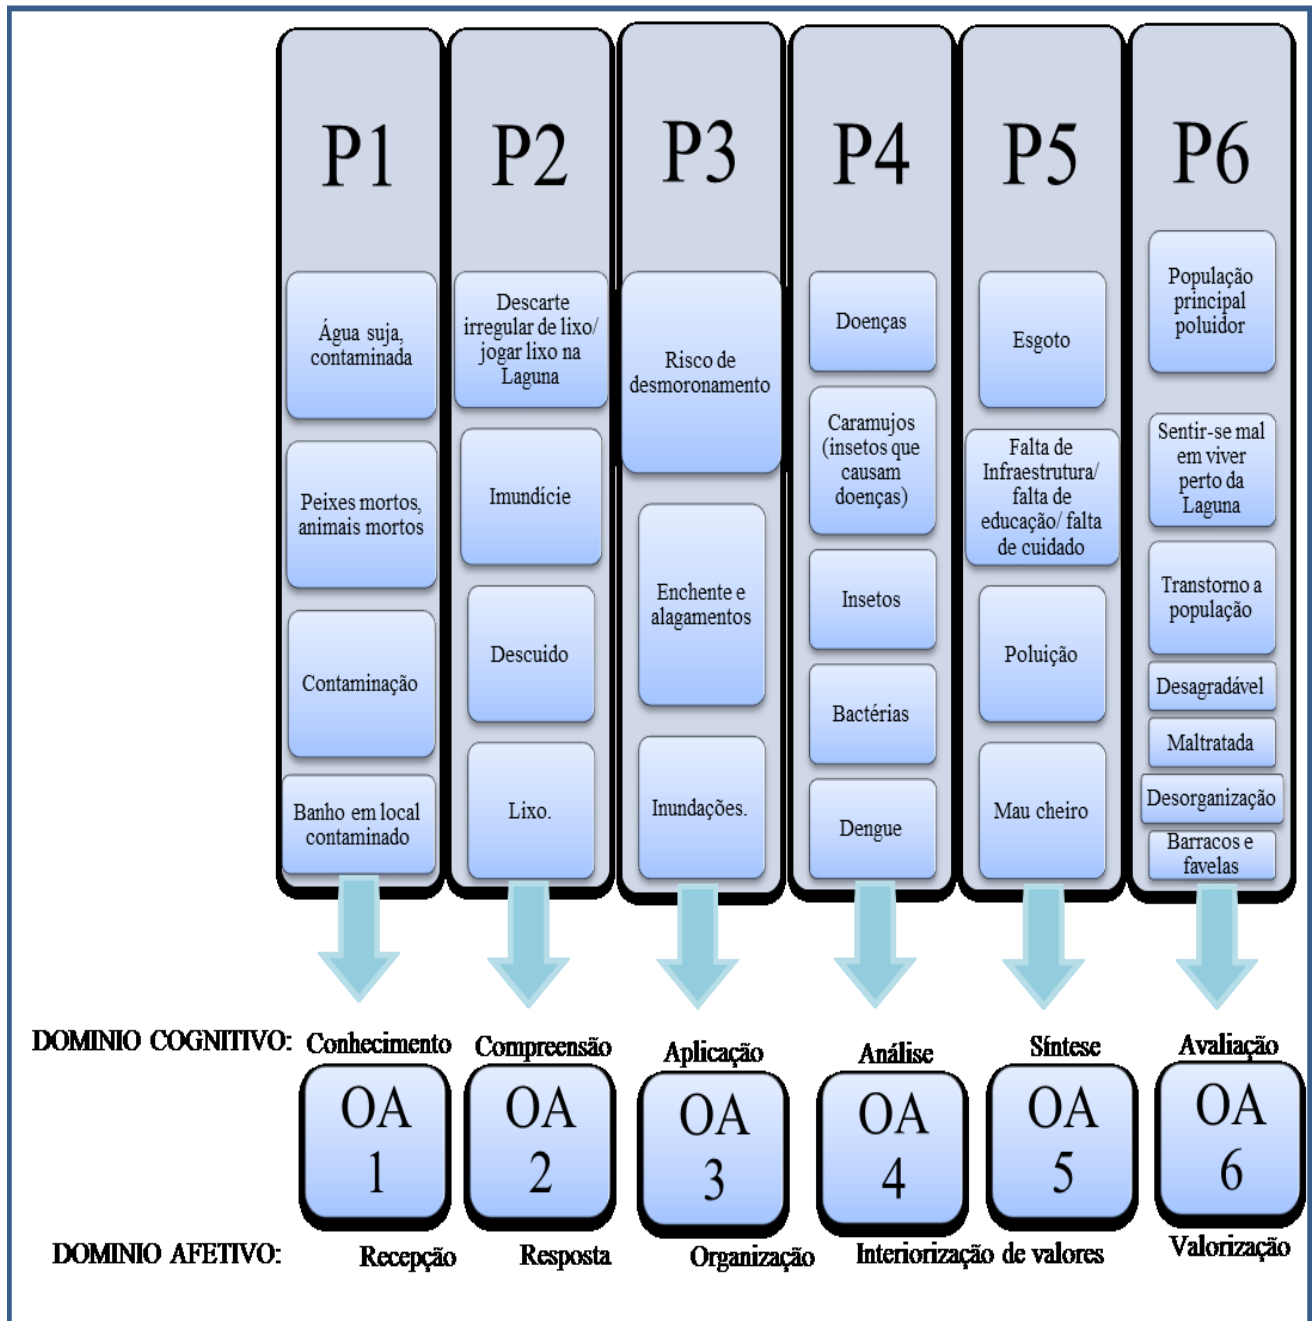 P1
Água suja,
contaminada
Peixes mortos,
animais mortos
Contaminação
Banho em local
contaminado
P2
Descarte
irregular de lixo/
jogar lixo na
Laguna
Imundície
Descuido
Lixo.
P3
Risco de
desmoronamento
Enchente e
alagamentos
Inundações.
P4
Doenças
Caramujos
(insetos que
causam
doenças)
Insetos
Bactérias
Dengue
P5
Esgoto
Falta de
Infraestrutura/
falta de
educação/ falta
de cuidado
Poluição
Mau cheiro
P6
População
principal
poluidor
Sentir-se mal
em viver
perto da
Laguna
Transtorno a
população
Desagradável
Maltratada
Desorganização
Barracos e
favelas
DOMINIO COGNITIVO: Conhecimento Compreensão Aplicação Análise Síntese Avaliação
OA
1
OA
2
OA
3
OA
4
OA
5
OA
6
DOMINIO AFETIVO: Recepção Resposta Organização Interiorização de valores Valorização